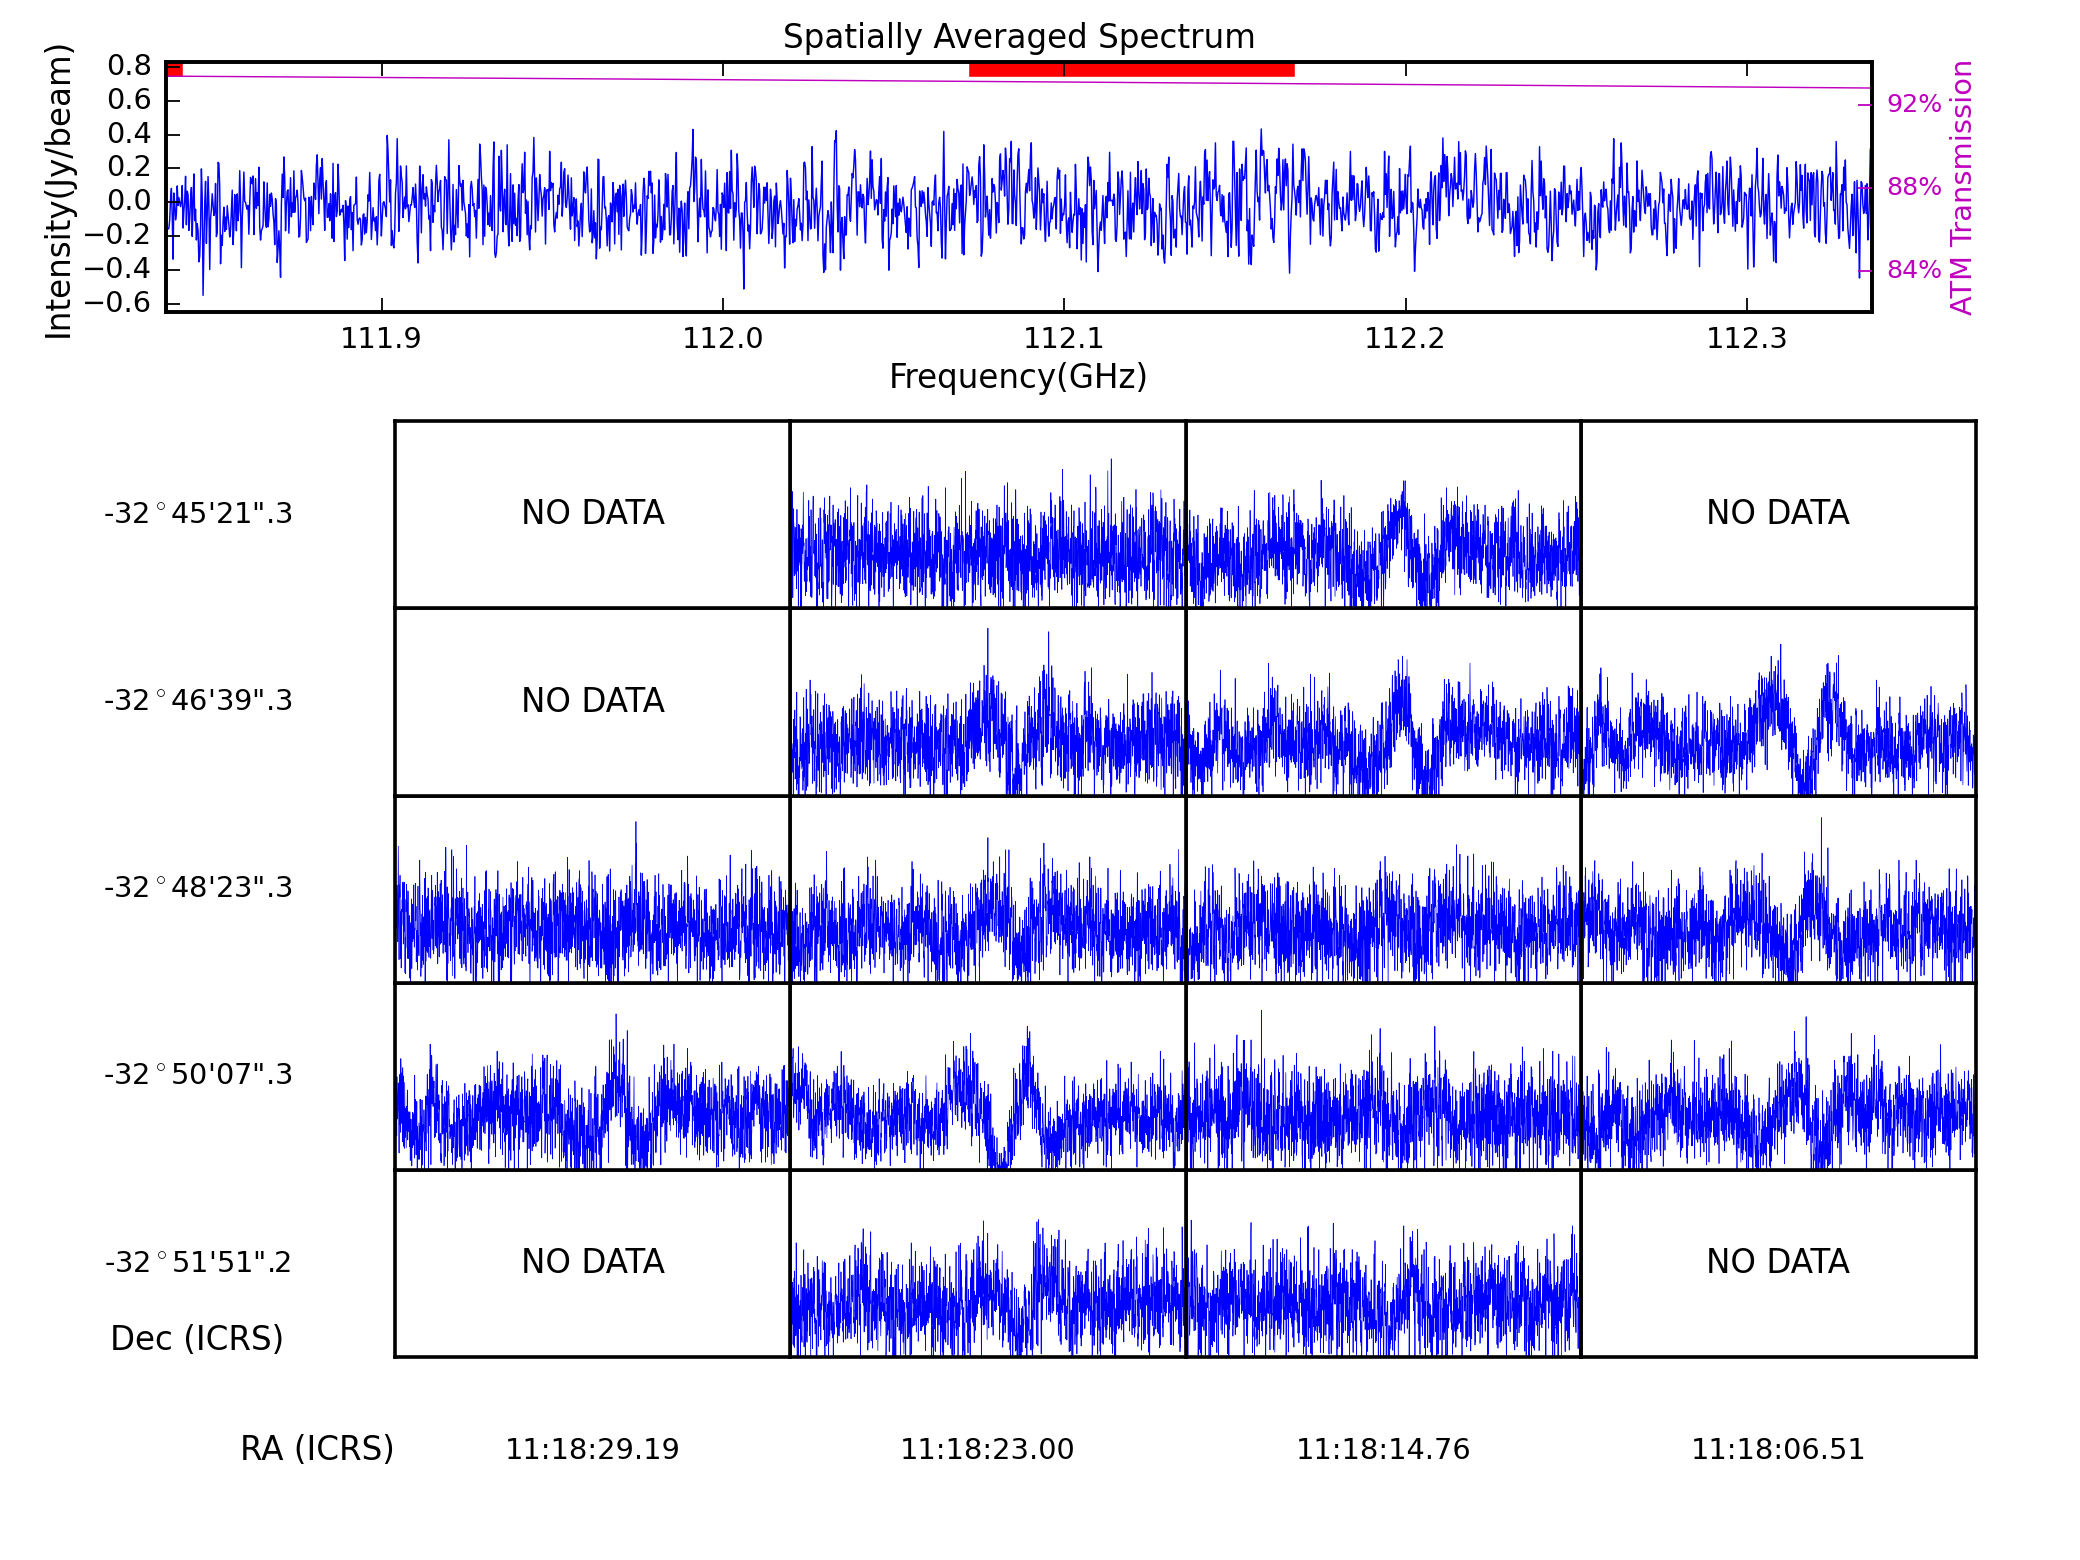 Spatially Averaged Spectrum
Intensity(Jy/beam)
0.8
0.6
0.4
0.2
0.0
−0.2
−0.4
−0.6
92%
88%
84%
ATM Transmission
111.9 112.0 112.1 112.2 112.3
Frequency(GHz)
-32°45'21".3 NO DATA NO DATA
-32°46'39".3 NO DATA
-32°48'23".3
-32°50'07".3
-32°51'51".2 NO DATA NO DATA
Dec (ICRS)
RA (ICRS) 11:18:29.19 11:18:23.00 11:18:14.76 11:18:06.51